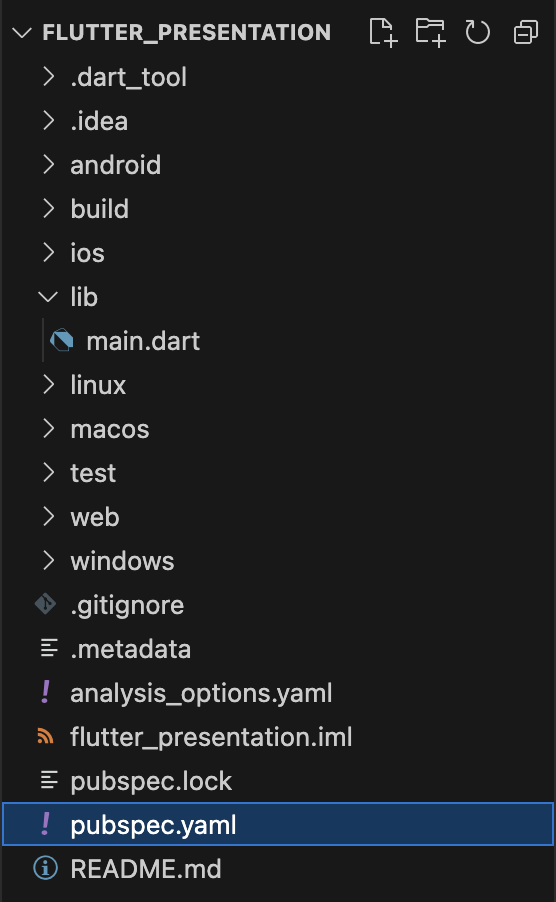 FLUTTER_PRESENTATION
.dart_tool
.idea
android
build
ios
lib
main.dart
linux
macos
test
web
windows
.gitignore
.metadata
analysis_options.yaml
flutter_presentation.iml
pubspec.lock
pubspec.yaml
README.md